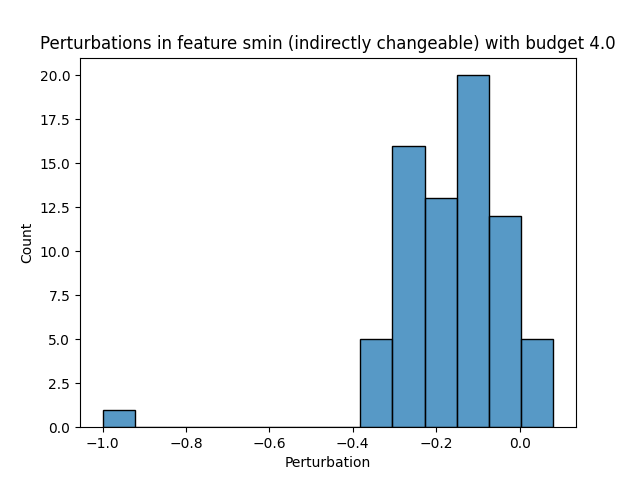 Perturbations in feature smin (indirectly changeable) with budget 4.0
20.0
17.5
15.0
12.5
10.0
7.5
5.0
2.5
0.0
Count
−1.0 −0.8 −0.6 −0.4 −0.2 0.0
Perturbation